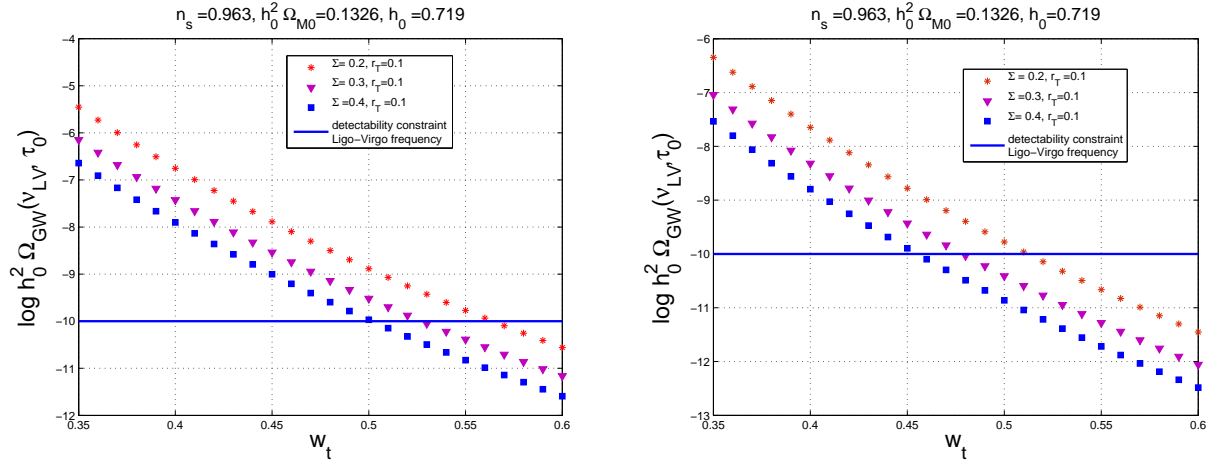 n_s =0.963, h_0^2 Ω_M0=0.1326, h_0=0.719
log h_0^2 Ω_GW(ν_LV, τ_0)
−4
−5
−6
−7
−8
−9
−10
−11
−12
Σ= 0.2, r_T=0.1
Σ = 0.3, r_T=0.1
Σ =0.4, r_T =0.1
detectability constraint
Ligo−Virgo frequency
0.35 0.4 0.45 0.5 0.55 0.6
w_t
n_s =0.963, h_0^2 Ω_M0=0.1326, h_0=0.719
log h_0^2 Ω_GW(ν_LV, τ_0)
−6
−7
−8
−9
−10
−11
−12
−13
Σ = 0.2, r_T=0.1
Σ =0.3, r_T=0.1
Σ = 0.4, r_T=0.1
detectability constraint
Ligo−Virgo frequency
0.35 0.4 0.45 0.5 0.55 0.6
w_t